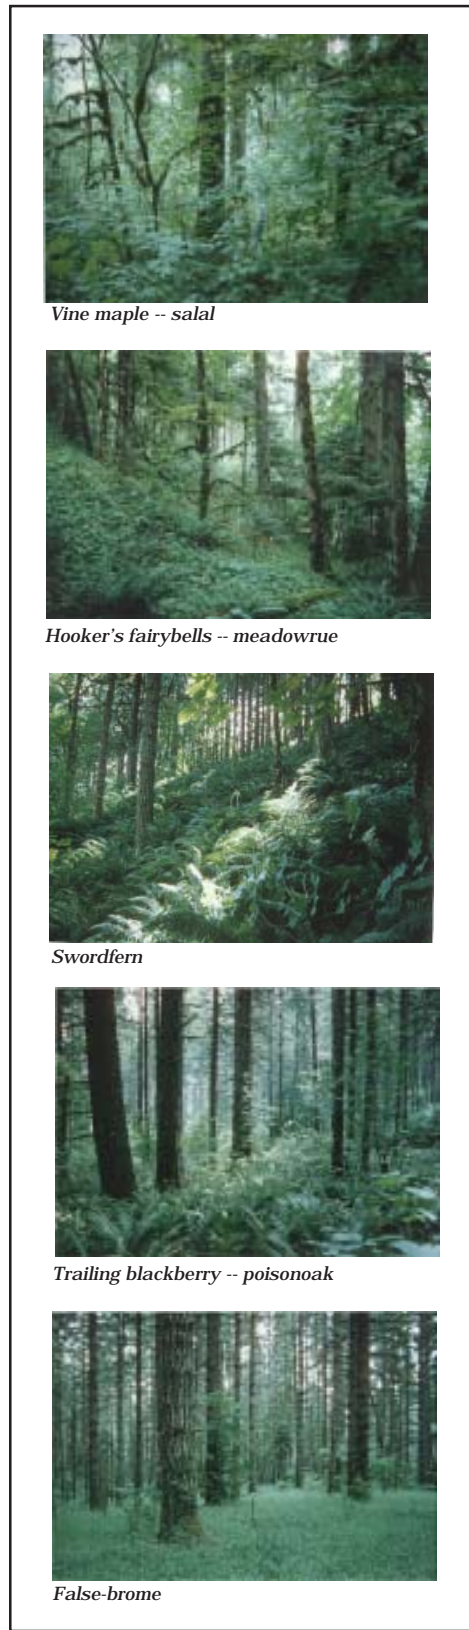 Vine maple -- salal
Hooker's fairybells -- meadowrue
Swordfern
Trailing blackberry -- poisonoak
False-brome